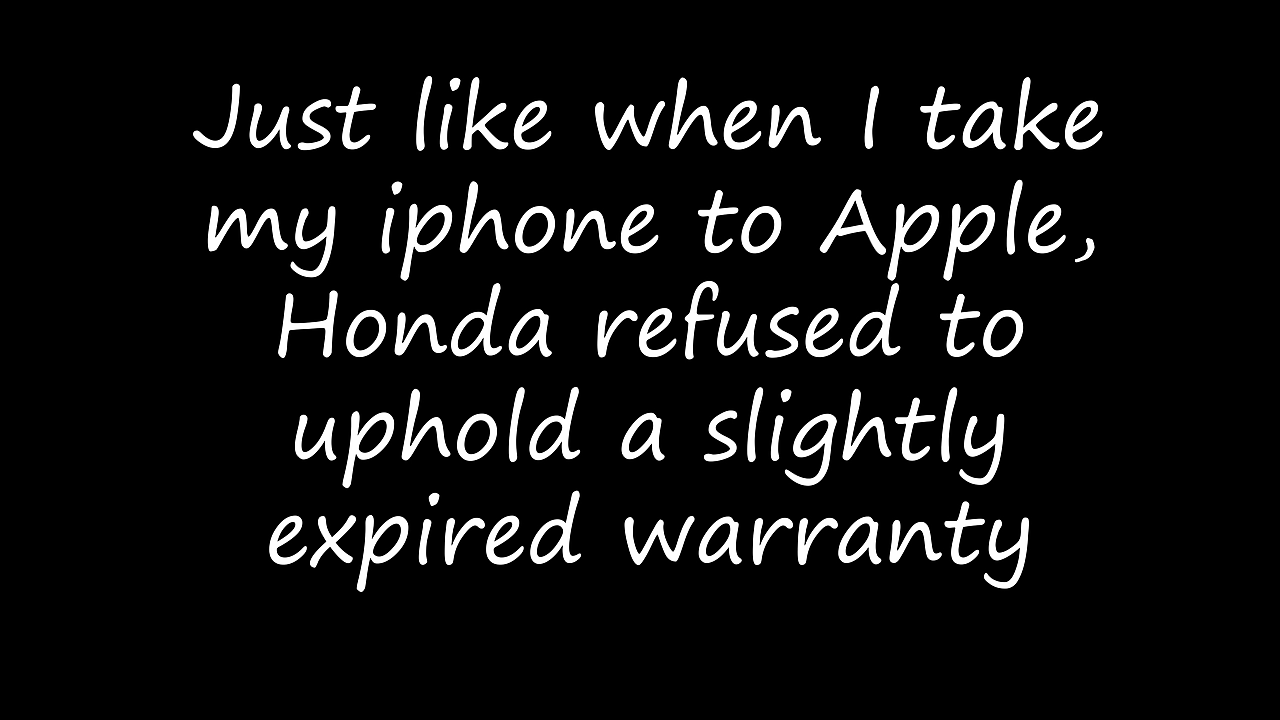 Just like when I take
my iphone to Apple,
Honda refused to
uphold a slightly
expired warranty